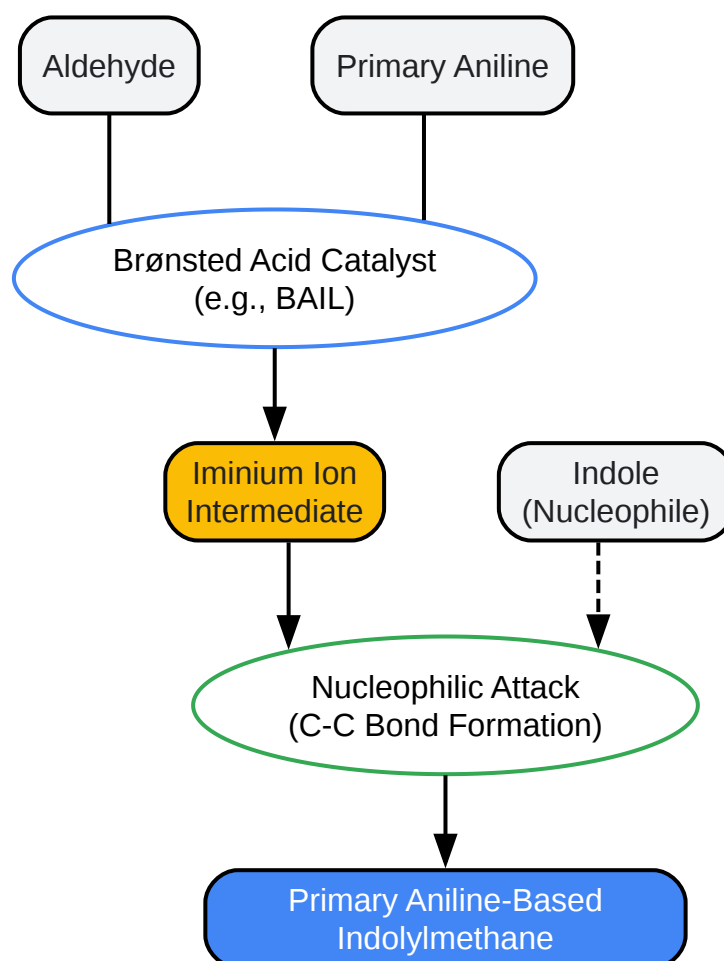 Aldehyde
Primary Aniline
Brønsted Acid Catalyst
(e.g., BAIL)
Iminium Ion
Intermediate
Indole
(Nucleophile)
Nucleophilic Attack
(C-C Bond Formation)
Primary Aniline-Based
Indolylmethane